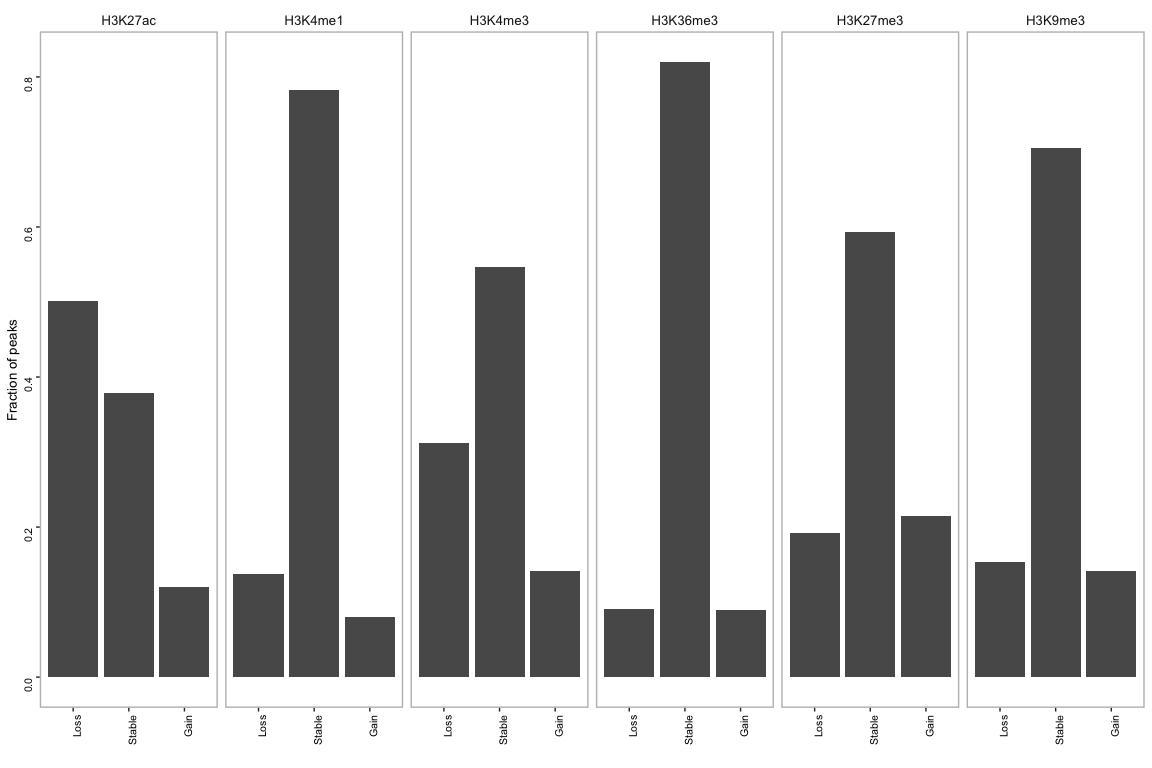 H3K27ac
H3K4me1
H3K4me3
H3K36me3
H3K27me3
H3K9me3
Fraction of peaks
0.8
0.6
0.4
0.2
0.0
Loss
Stable
Gain
Loss
Stable
Gain
Loss
Stable
Gain
Loss
Stable
Gain
Loss
Stable
Gain
Loss
Stable
Gain